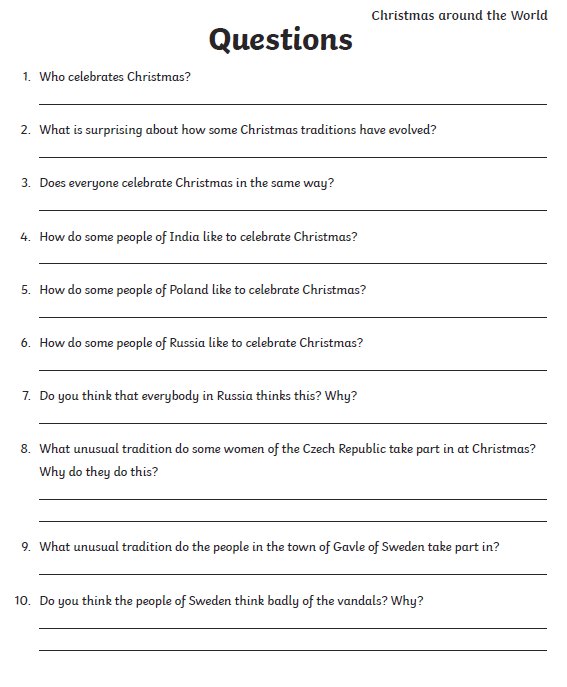 Christmas around the World
Questions
1. Who celebrates Christmas?
2. What is surprising about how some Christmas traditions have evolved?
3. Does everyone celebrate Christmas in the same way?
4. How do some people of India like to celebrate Christmas?
5. How do some people of Poland like to celebrate Christmas?
6. How do some people of Russia like to celebrate Christmas?
7. Do you think that everybody in Russia thinks this? Why?
8. What unusual tradition do some women of the Czech Republic take part in at Christmas?
Why do they do this?
9. What unusual tradition do the people in the town of Gavle of Sweden take part in?
10. Do you think the people of Sweden think badly of the vandals? Why?